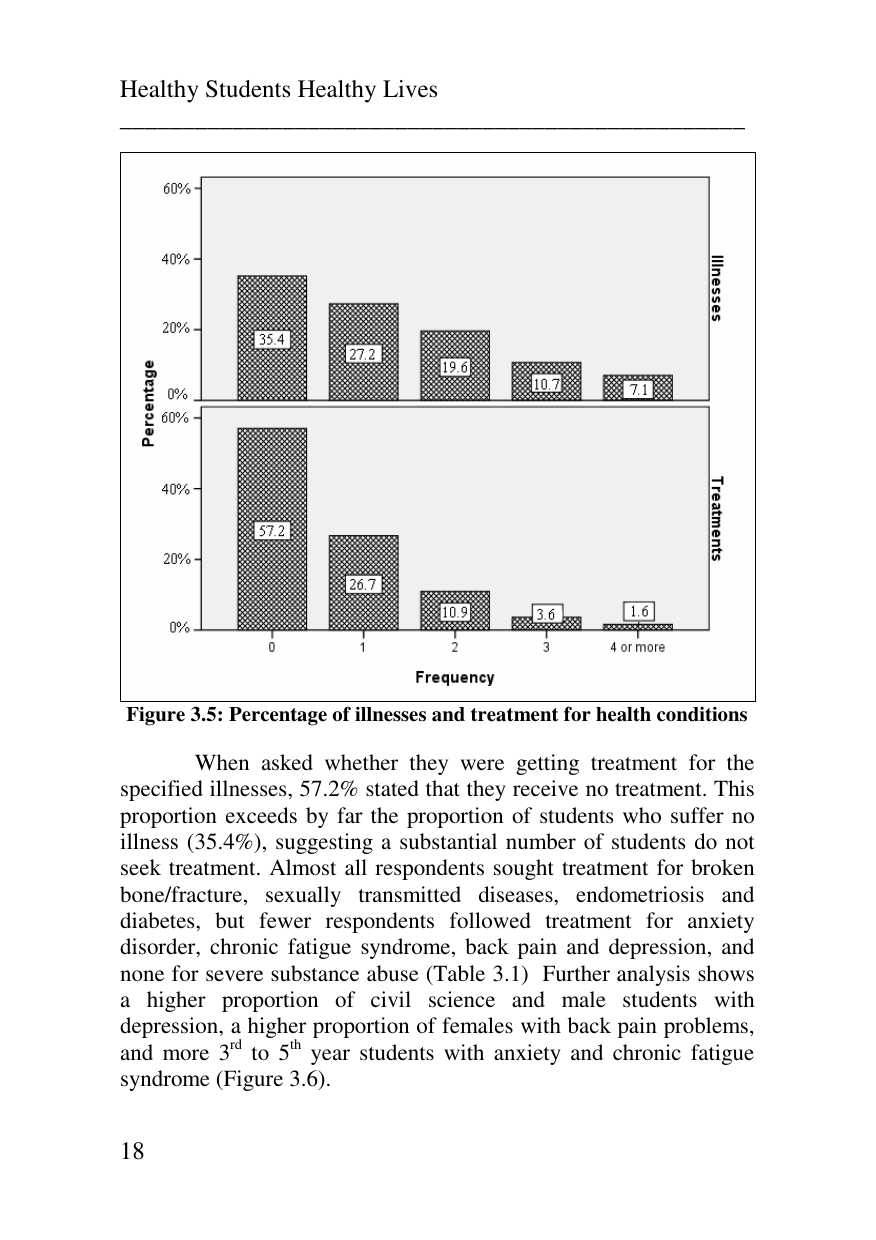 Healthy Students Healthy Lives
60%
40%
20%
0%
35.4
27.2
19.6
10.7
7.1
Illnesses
Percentage
60%
40%
20%
0%
57.2
26.7
10.9
3.6
1.6
Treatments
0
1
2
3
4 or more
Frequency
Figure 3.5: Percentage of illnesses and treatment for health conditions
When asked whether they were getting treatment for the
specified illnesses, 57.2% stated that they receive no treatment. This
proportion exceeds by far the proportion of students who suffer no
illness (35.4%), suggesting a substantial number of students do not
seek treatment. Almost all respondents sought treatment for broken
bone/fracture, sexually transmitted diseases, endometriosis and
diabetes, but fewer respondents followed treatment for anxiety
disorder, chronic fatigue syndrome, back pain and depression, and
none for severe substance abuse (Table 3.1) Further analysis shows
a higher proportion of civil science and male students with
depression, a higher proportion of females with back pain problems,
and more 3rd to 5th year students with anxiety and chronic fatigue
syndrome (Figure 3.6).
18